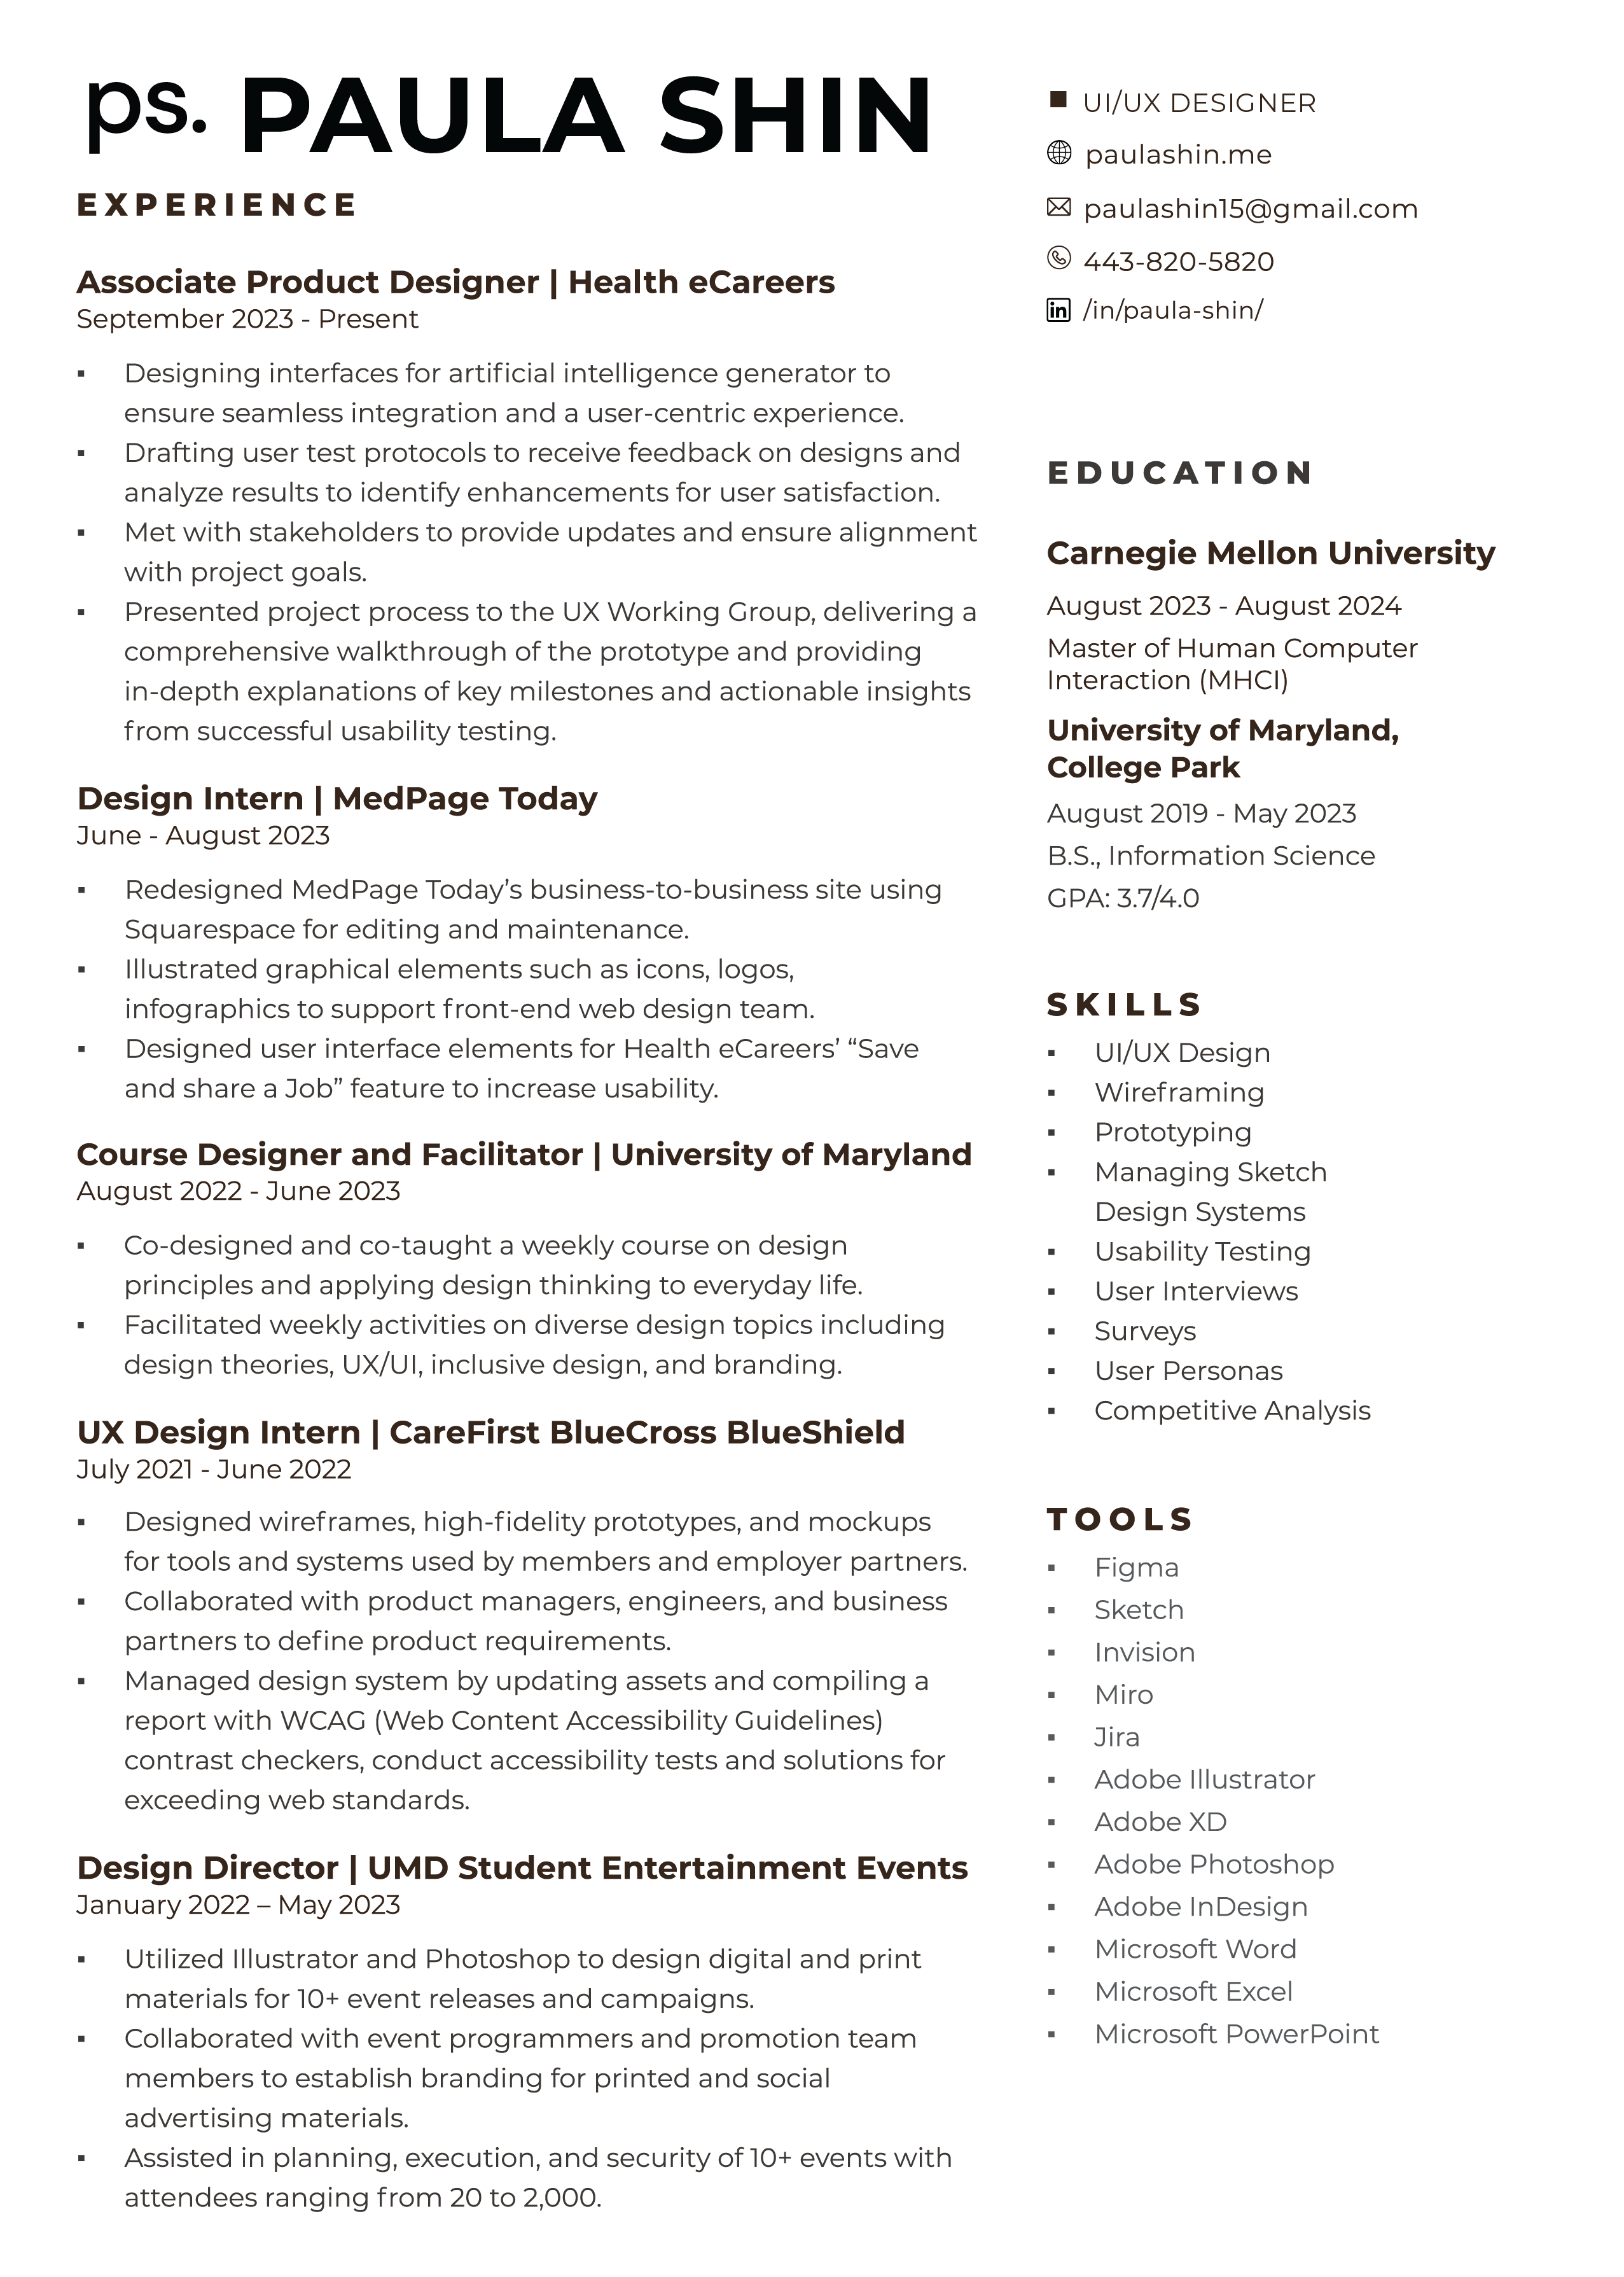 ps. PAULA SHIN
EXPERIENCE
Associate Product Designer | Health eCareers
September 2023 - Present
▪ Designing interfaces for artificial intelligence generator to
ensure seamless integration and a user-centric experience.
▪ Drafting user test protocols to receive feedback on designs and
analyze results to identify enhancements for user satisfaction.
▪ Met with stakeholders to provide updates and ensure alignment
with project goals.
▪ Presented project process to the UX Working Group, delivering a
comprehensive walkthrough of the prototype and providing
in-depth explanations of key milestones and actionable insights
from successful usability testing.
Design Intern | MedPage Today
June - August 2023
▪ Redesigned MedPage Today’s business-to-business site using
Squarespace for editing and maintenance.
▪ Illustrated graphical elements such as icons, logos,
infographics to support front-end web design team.
▪ Designed user interface elements for Health eCareers’ “Save
and share a Job” feature to increase usability.
Course Designer and Facilitator | University of Maryland
August 2022 - June 2023
▪ Co-designed and co-taught a weekly course on design
principles and applying design thinking to everyday life.
▪ Facilitated weekly activities on diverse design topics including
design theories, UX/UI, inclusive design, and branding.
UX Design Intern | CareFirst BlueCross BlueShield
July 2021 - June 2022
▪ Designed wireframes, high-fidelity prototypes, and mockups
for tools and systems used by members and employer partners.
▪ Collaborated with product managers, engineers, and business
partners to define product requirements.
▪ Managed design system by updating assets and compiling a
report with WCAG (Web Content Accessibility Guidelines)
contrast checkers, conduct accessibility tests and solutions for
exceeding web standards.
Design Director | UMD Student Entertainment Events
January 2022 – May 2023
▪ Utilized Illustrator and Photoshop to design digital and print
materials for 10+ event releases and campaigns.
▪ Collaborated with event programmers and promotion team
members to establish branding for printed and social
advertising materials.
▪ Assisted in planning, execution, and security of 10+ events with
attendees ranging from 20 to 2,000.
UI/UX DESIGNER
paulashin.me
paulashin15@gmail.com
443-820-5820
in /in/paula-shin/
EDUCATION
Carnegie Mellon University
August 2023 - August 2024
Master of Human Computer
Interaction (MHCI)
University of Maryland,
College Park
August 2019 - May 2023
B.S., Information Science
GPA: 3.7/4.0
SKILLS
▪ UI/UX Design
▪ Wireframing
▪ Prototyping
▪ Managing Sketch
Design Systems
▪ Usability Testing
▪ User Interviews
▪ Surveys
▪ User Personas
▪ Competitive Analysis
TOOLS
▪ Figma
▪ Sketch
▪ Invision
▪ Miro
▪ Jira
▪ Adobe Illustrator
▪ Adobe XD
▪ Adobe Photoshop
▪ Adobe InDesign
▪ Microsoft Word
▪ Microsoft Excel
▪ Microsoft PowerPoint